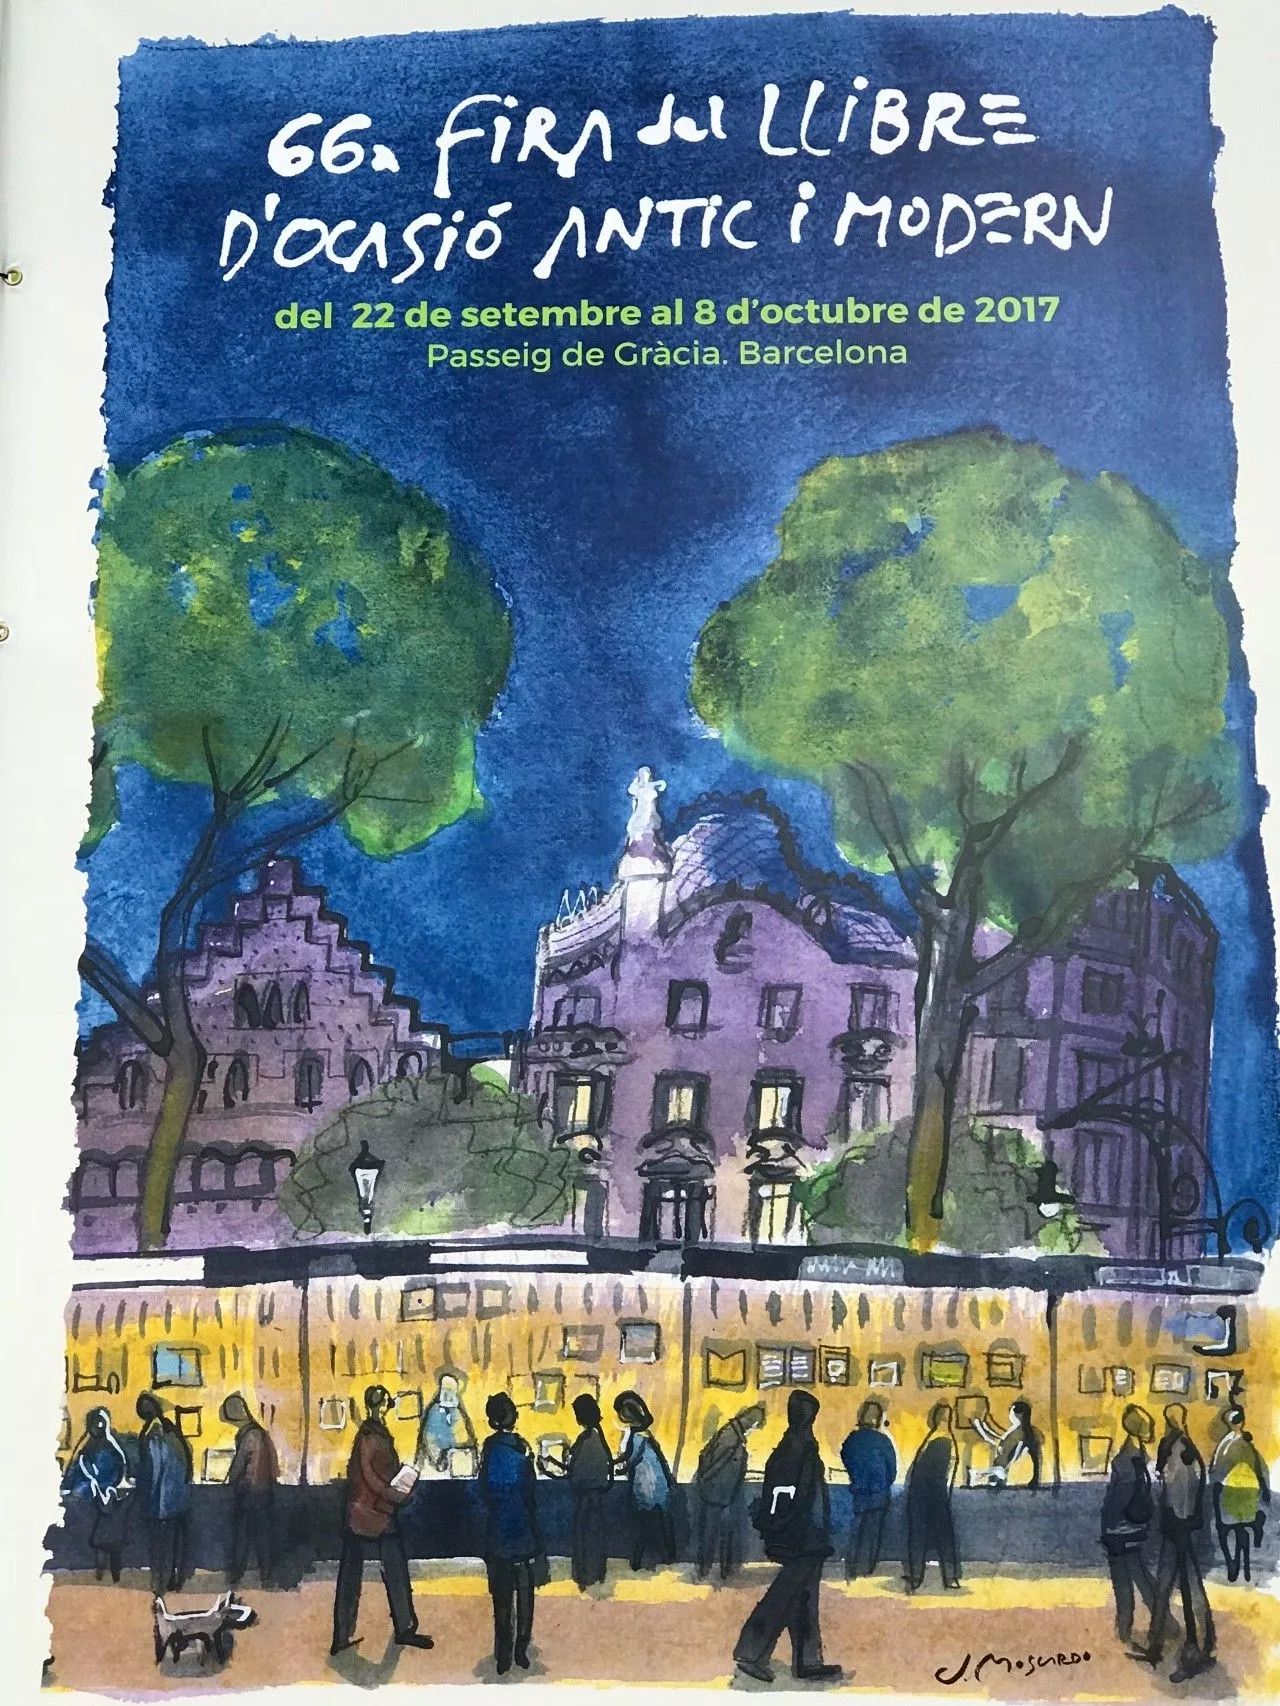 66a FIRA del LLIBRE
D'OCASIÓ ANTIC i MODERN
del 22 de setembre al 8 d'octubre de 2017
Passeig de Gràcia. Barcelona
J. MOSCARDO